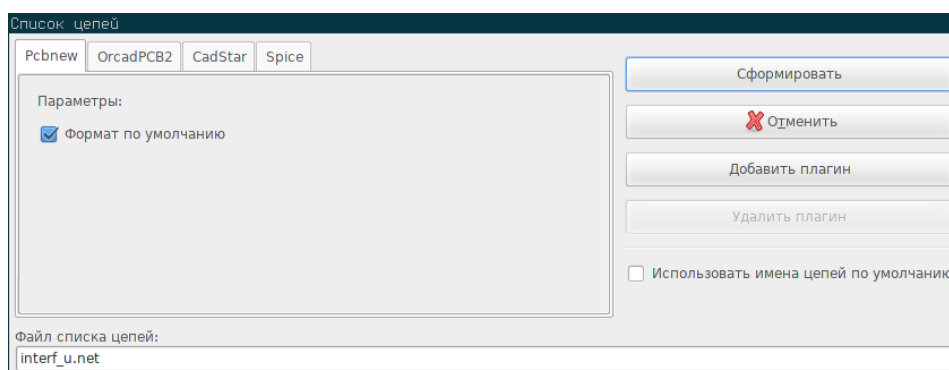 Список цепей
Pcbnew OrcadPCB2 CadStar Spice
Сформировать
Параметры:
Формат по умолчанию
Отменить
Добавить плагин
Удалить плагин
Использовать имена цепей по умолчанию
Файл списка цепей:
interf_u.net